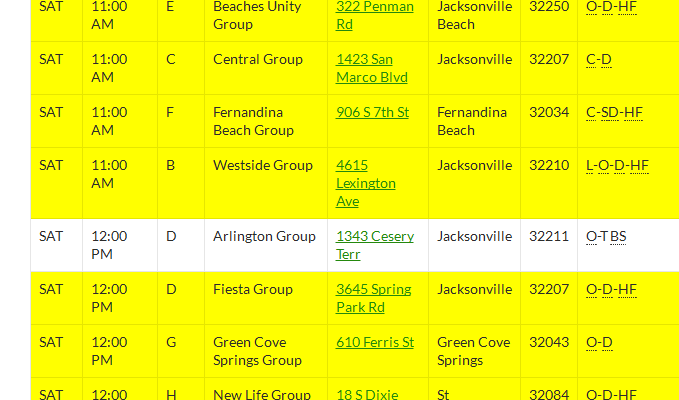 SAT 11:00 E Beaches Unity 322 Penman Jacksonville 32250 O-D-HF
AM Group Rd Beach
SAT 11:00 C Central Group 1423 San Jacksonville 32207 C-D
AM Marco Blvd
SAT 11:00 F Fernandina 906 S 7th St Fernandina 32034 C-SD-HF
AM Beach Group Beach
SAT 11:00 B Westside Group 4615 Jacksonville 32210 L-O-D-HF
AM Lexington
Ave
SAT 12:00 D Arlington Group 1343 Cesery Jacksonville 32211 O-TBS
PM Terr
SAT 12:00 D Fiesta Group 3645 Spring Jacksonville 32207 O-D-HF
PM Park Rd
SAT 12:00 G Green Cove 610 Ferris St Green Cove 32043 O-D
PM Springs Group Springs
SAT 12:00 H New Life Group 18 S Dixie St 32084 O-D-HF